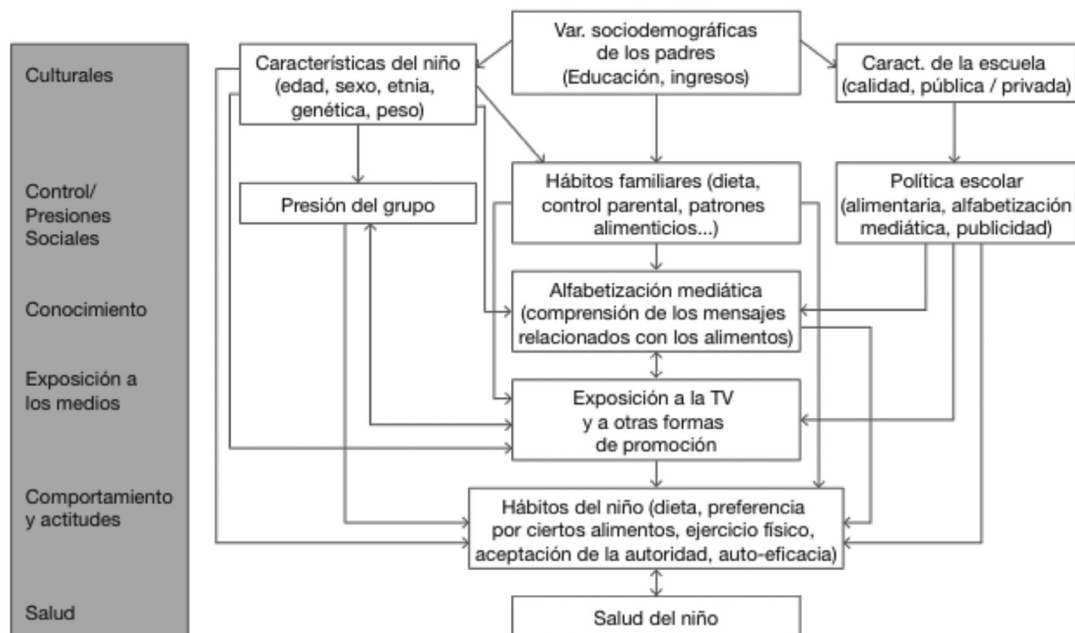 Culturales
Control/
Presiones
Sociales
Conocimiento
Exposición a
los medios
Comportamiento
y actitudes
Salud
Características del niño
(edad, sexo, etnia,
genética, peso)
Var. sociodemográficas
de los padres
(Educación, ingresos)
Caract. de la escuela
(calidad, pública / privada)
Presión del grupo
Hábitos familiares (dieta,
control parental, patrones
alimenticios...)
Política escolar
(alimentaria, alfabetización
mediática, publicidad)
Alfabetización mediática
(comprensión de los mensajes
relacionados con los alimentos)
Exposición a la TV
y a otras formas
de promoción
Hábitos del niño (dieta, preferencia
por ciertos alimentos, ejercicio físico,
aceptación de la autoridad, auto-eficacia)
Salud del niño